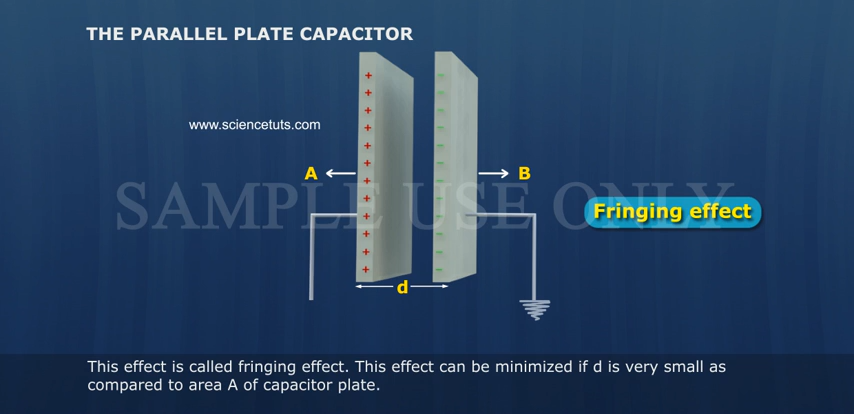 THE PARALLEL PLATE CAPACITOR
www.sciencetuts.com
A
B
SAMPLE USE ONLY
Fringing effect
d
This effect is called fringing effect. This effect can be minimized if d is very small as
compared to area A of capacitor plate.